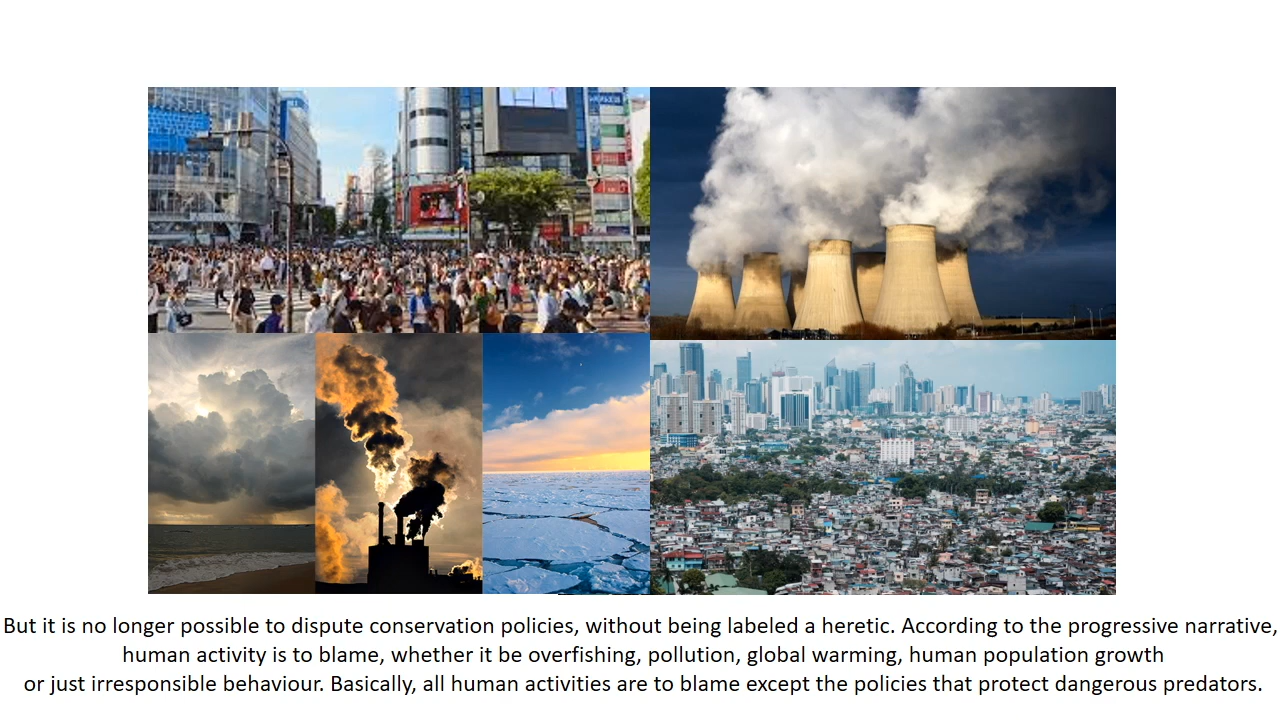 But it is no longer possible to dispute conservation policies, without being labeled a heretic. According to the progressive narrative,
human activity is to blame, whether it be overfishing, pollution, global warming, human population growth
or just irresponsible behaviour. Basically, all human activities are to blame except the policies that protect dangerous predators.